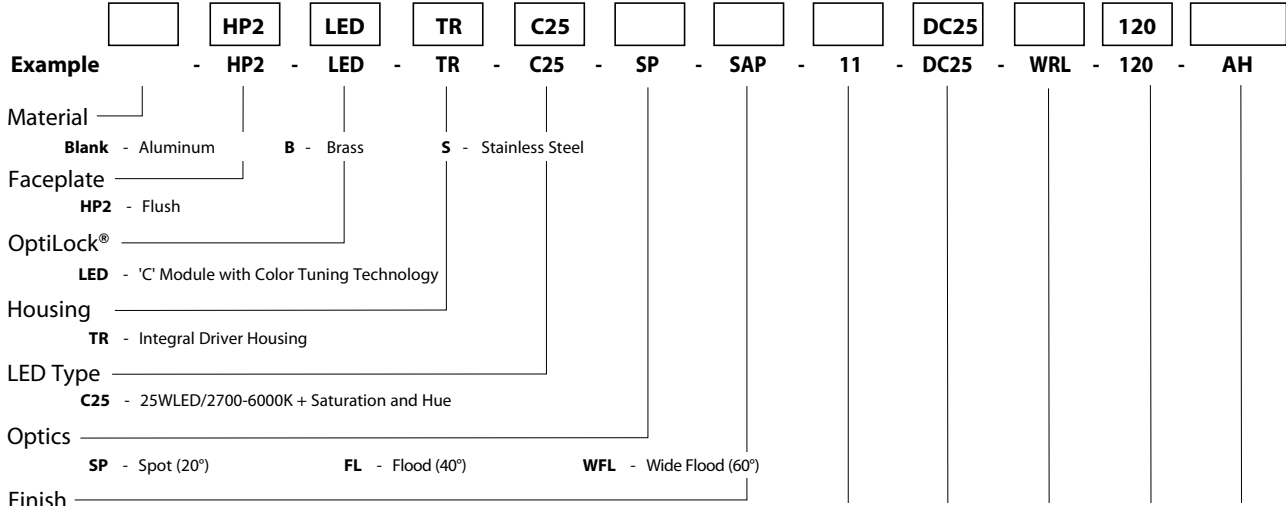 HP2 LED TR C25 DC25 120
Example - HP2 - LED - TR - C25 - SP - SAP - 11 - DC25 - WRL - 120 - AH
Material
Blank - Aluminum B - Brass S - Stainless Steel
Faceplate
HP2 - Flush
OptiLock®
LED - 'C' Module with Color Tuning Technology
Housing
TR - Integral Driver Housing
LED Type
C25 - 25WLED/2700-6000K + Saturation and Hue
Optics
SP - Spot (20°) FL - Flood (40°) WFL - Wide Flood (60°)
Finish